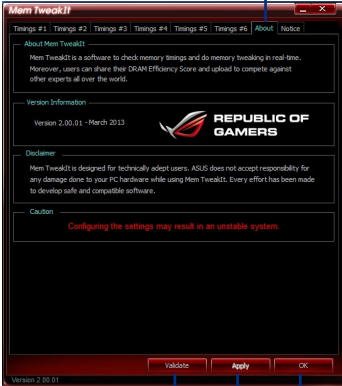 Mem TweakIt
Timings #1 Timings #2 Timings #3 Timings #4 Timings #5 Timings #6 About Notice
About Mem TweakIt
Mem TweakIt is a software to check memory timings and do memory tweaking in real-time.
Moreover, users can share their DRAM Efficiency Score and upload to compete against
other experts all over the world.
Version Information
Version 2.00.01 - March 2013
REPUBLIC OF
GAMERS
Disclaimer
Mem TweakIt is designed for technically adept users. ASUS does not accept responsibility for
any damage done to your PC hardware while using Mem TweakIt. Every effort has been made
to develop safe and compatible software.
Caution
Configuring the settings may result in an unstable system.
Validate Apply OK
Version 2.00.01